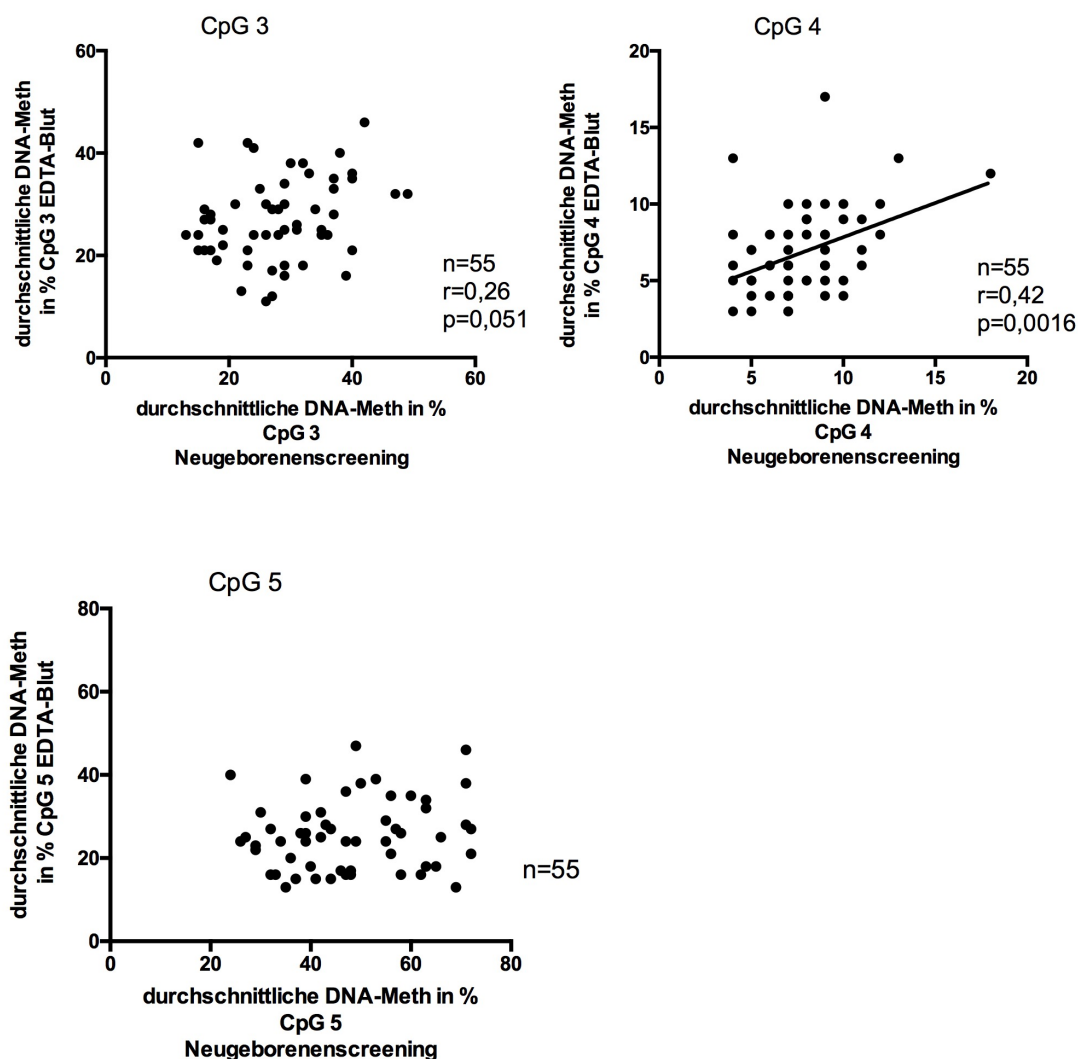 CpG 3
60
40
20
0
0 20 40 60
durchschnittliche DNA-Meth
in % CpG 3 EDTA-Blut
n=55
r=0,26
p=0,051
durchschnittliche DNA-Meth in %
CpG 3
Neugeborenenscreening
CpG 4
20
15
10
5
0
0 5 10 15 20
durchschnittliche DNA-Meth
in % CpG 4 EDTA-Blut
n=55
r=0,42
p=0,0016
durchschnittliche DNA-Meth in %
CpG 4
Neugeborenenscreening
CpG 5
80
60
40
20
0
0 20 40 60 80
durchschnittliche DNA-Meth
in % CpG 5 EDTA-Blut
n=55
durchschnittliche DNA-Meth in %
CpG 5
Neugeborenenscreening